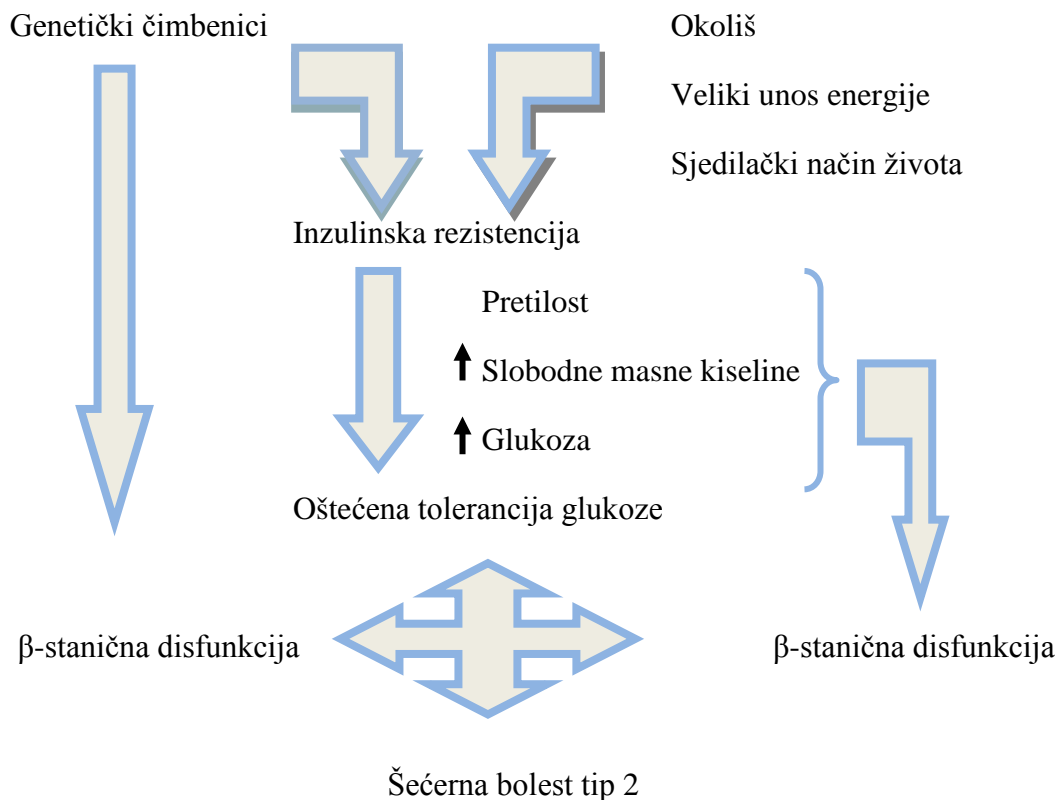 Genetički čimbenici
Okoliš
Veliki unos energije
Sjedilački način života
Inzulinska rezistencija
Pretilost
Slobodne masne kiseline
Glukoza
Oštećena tolerancija glukoze
β-stanična disfunkcija
β-stanična disfunkcija
Šećerna bolest tip 2